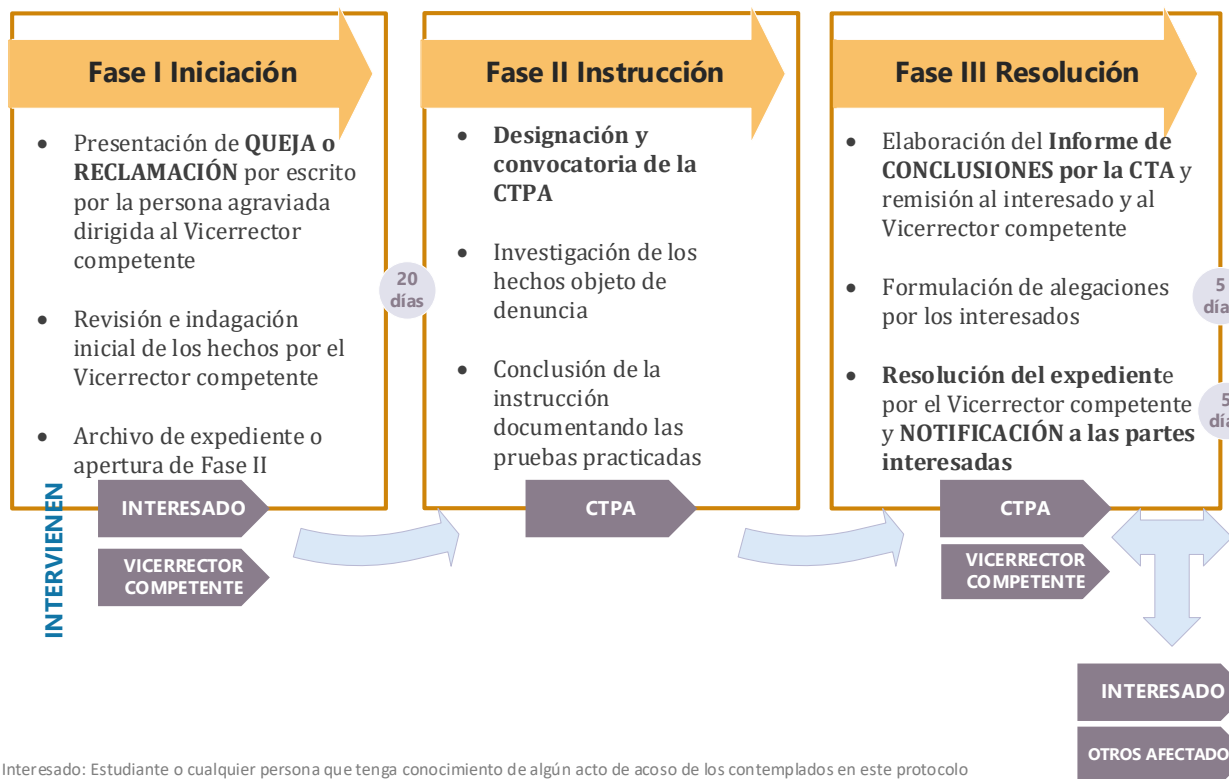 Fase I Iniciación
• Presentación de QUEJA o
RECLAMACIÓN por escrito
por la persona agraviada
dirigida al Vicerrector
competente
• Revisión e indagación
inicial de los hechos por el
Vicerrector competente
• Archivo de expediente o
apertura de Fase II
20
días
Fase II Instrucción
• Designación y
convocatoria de la
CTPA
• Investigación de los
hechos objeto de
denuncia
• Conclusión de la
instrucción
documentando las
pruebas practicadas
Fase III Resolución
• Elaboración del Informe de
CONCLUSIONES por la CTA y
remisión al interesado y al
Vicerrector competente
• Formulación de alegaciones
por los interesados
5
día
• Resolución del expediente
por el Vicerrector competente
y NOTIFICACIÓN a las partes
interesadas
5
día
INTERVIENEN
INTERESADO
VICERRECTOR
COMPETENTE
CTPA
CTPA
VICERRECTOR
COMPETENTE
INTERESADO
OTROS AFECTADO
Interesado: Estudiante o cualquier persona que tenga conocimiento de algún acto de acoso de los contemplados en este protocolo